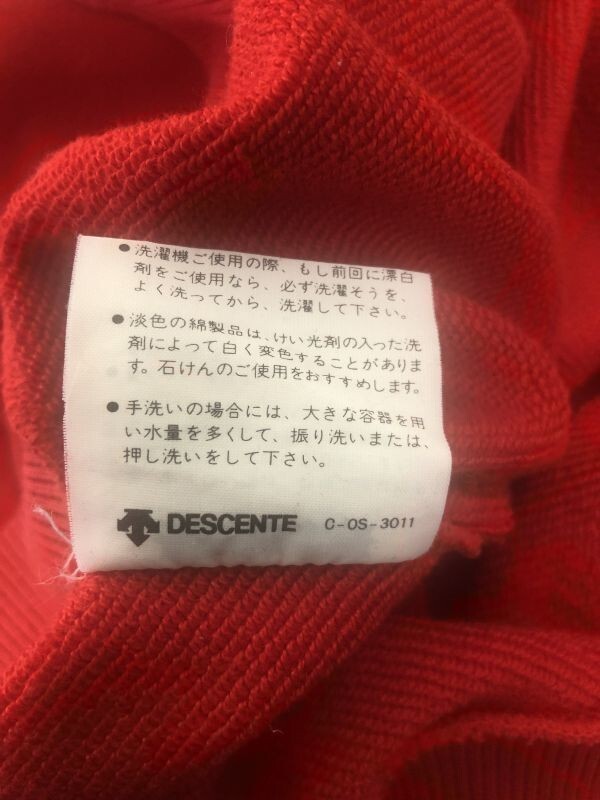 ● 洗濯機ご使用の際、もし前回に漂白
剤をご使用なら、必ず洗濯そうを、
よく洗ってから、洗濯して下さい。
● 淡色の綿製品は、けい光剤の入った洗
剤によって白く変色することがありま
す。石けんのご使用をおすすめします。
● 手洗いの場合には、大きな容器を用
い水量を多くして、振り洗いまたは、
押し洗いをして下さい。
DESCENTE C-OS-3011